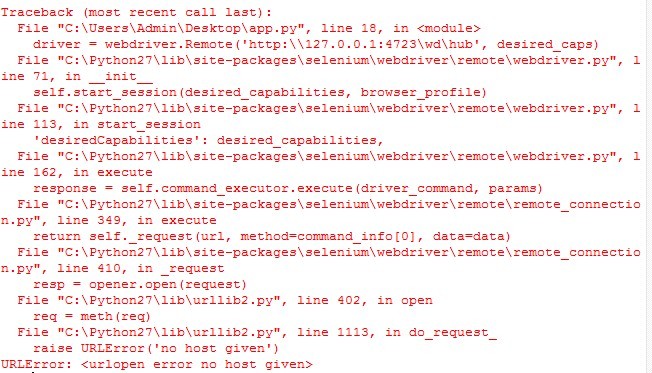 Traceback (most recent call last):
  File "C:\Users\Admin\Desktop\app.py", line 18, in <module>
    driver = webdriver.Remote('http:\\127.0.0.1:4723\wd\hub', desired_caps)
  File "C:\Python27\lib\site-packages\selenium\webdriver\remote\webdriver.py", l
ine 71, in __init__
    self.start_session(desired_capabilities, browser_profile)
  File "C:\Python27\lib\site-packages\selenium\webdriver\remote\webdriver.py", l
ine 113, in start_session
    'desiredCapabilities': desired_capabilities,
  File "C:\Python27\lib\site-packages\selenium\webdriver\remote\webdriver.py", l
ine 162, in execute
    response = self.command_executor.execute(driver_command, params)
  File "C:\Python27\lib\site-packages\selenium\webdriver\remote\remote_connectio
n.py", line 349, in execute
    return self._request(url, method=command_info[0], data=data)
  File "C:\Python27\lib\site-packages\selenium\webdriver\remote\remote_connectio
n.py", line 410, in _request
    resp = opener.open(request)
  File "C:\Python27\lib\urllib2.py", line 402, in open
    req = meth(req)
  File "C:\Python27\lib\urllib2.py", line 1113, in do_request_
    raise URLError('no host given')
URLError: <urlopen error no host given>